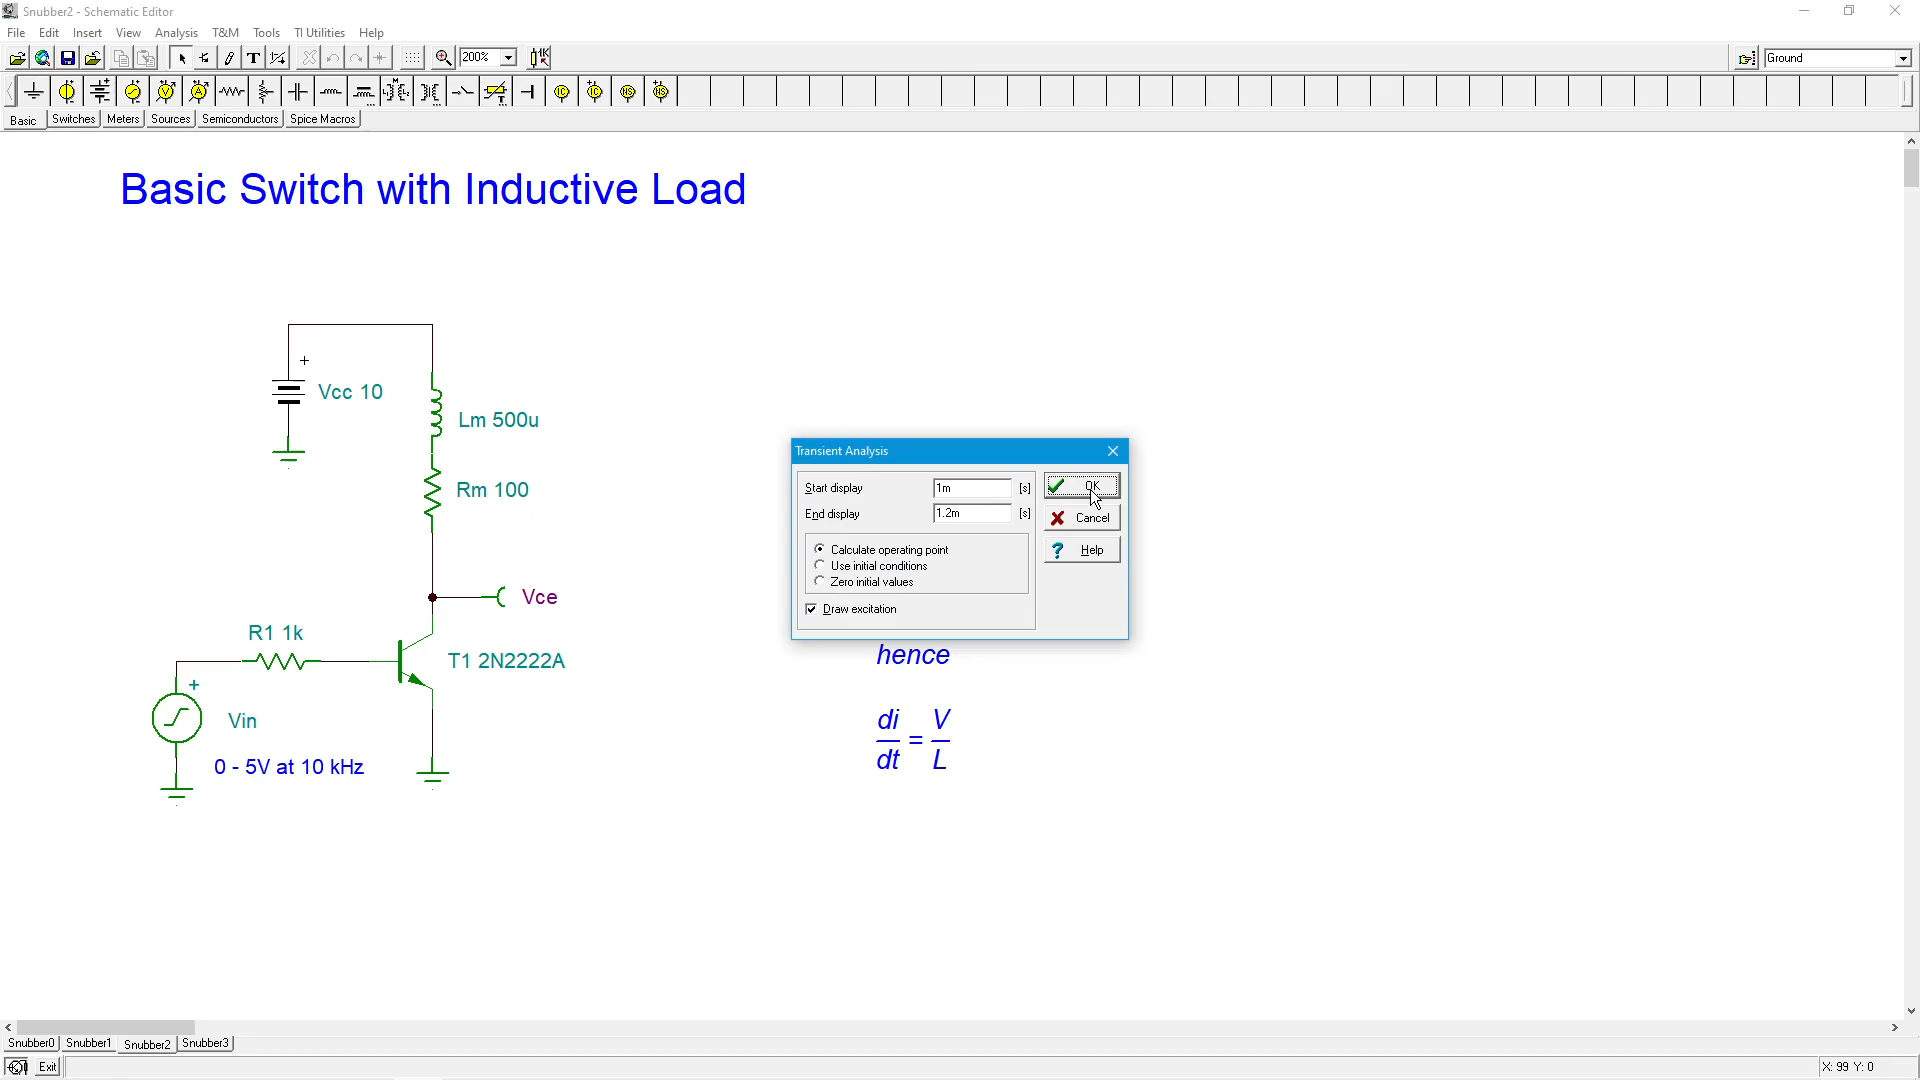 Snubber2 - Schematic Editor
File Edit Insert View Analysis T&M Tools TI Utilities Help
200% Ground
Basic Switches Meters Sources Semiconductors Spice Macros
Basic Switch with Inductive Load
+
Vcc 10
Lm 500u
Rm 100
Vce
R1 1k
T1 2N2222A
+
Vin
0 - 5V at 10 kHz
Transient Analysis
Start display 1m [s] OK
End display 1.2m [s] Cancel
Calculate operating point Help
Use initial conditions
Zero initial values
Draw excitation
hence
di/dt = V/L
Snubber0 Snubber1 Snubber2 Snubber3
Exit X: 99 Y: 0